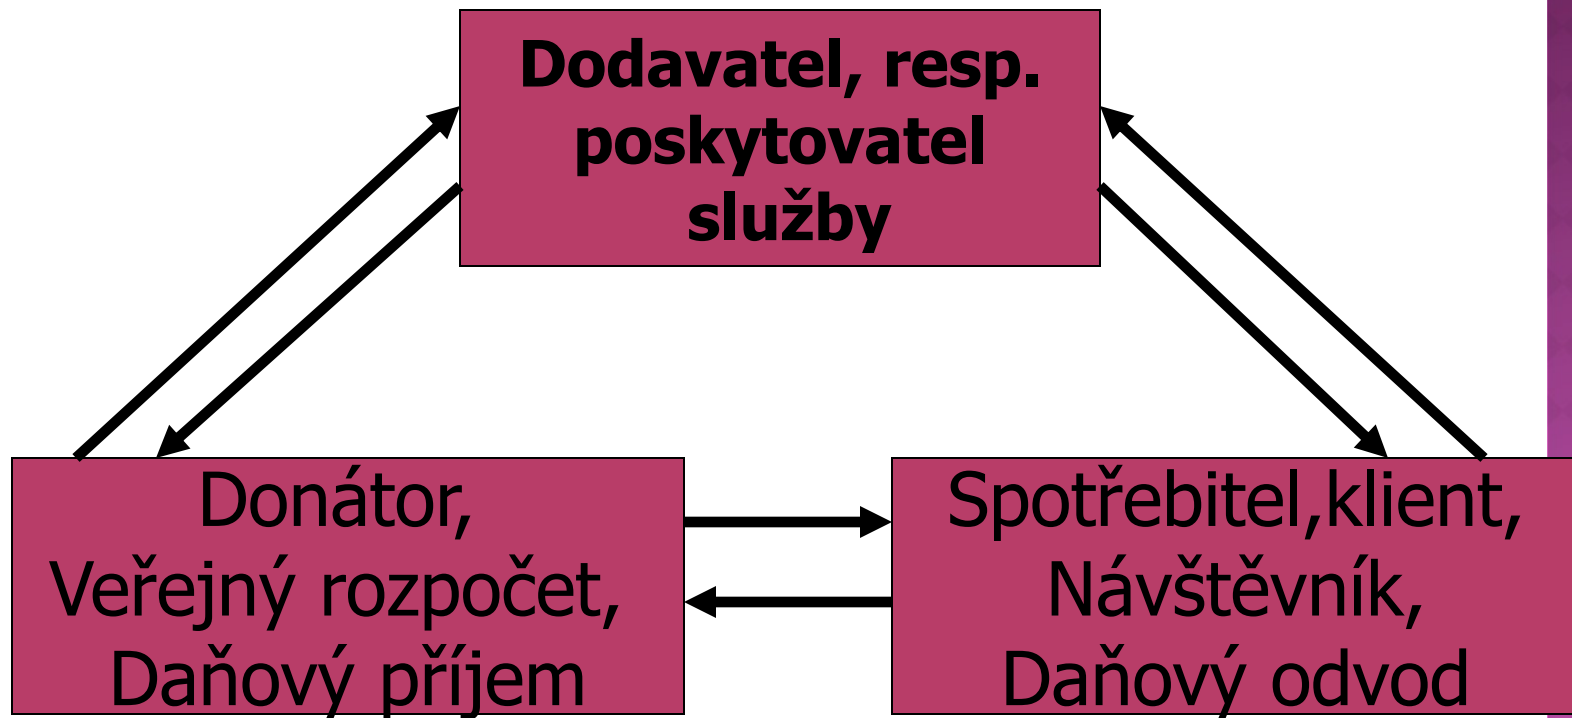 Dodavatel, resp.
poskytovatel
služby
Donátor,
Veřejný rozpočet,
Daňový příjem
Spotřebitel,klient,
Návštěvník,
Daňový odvod